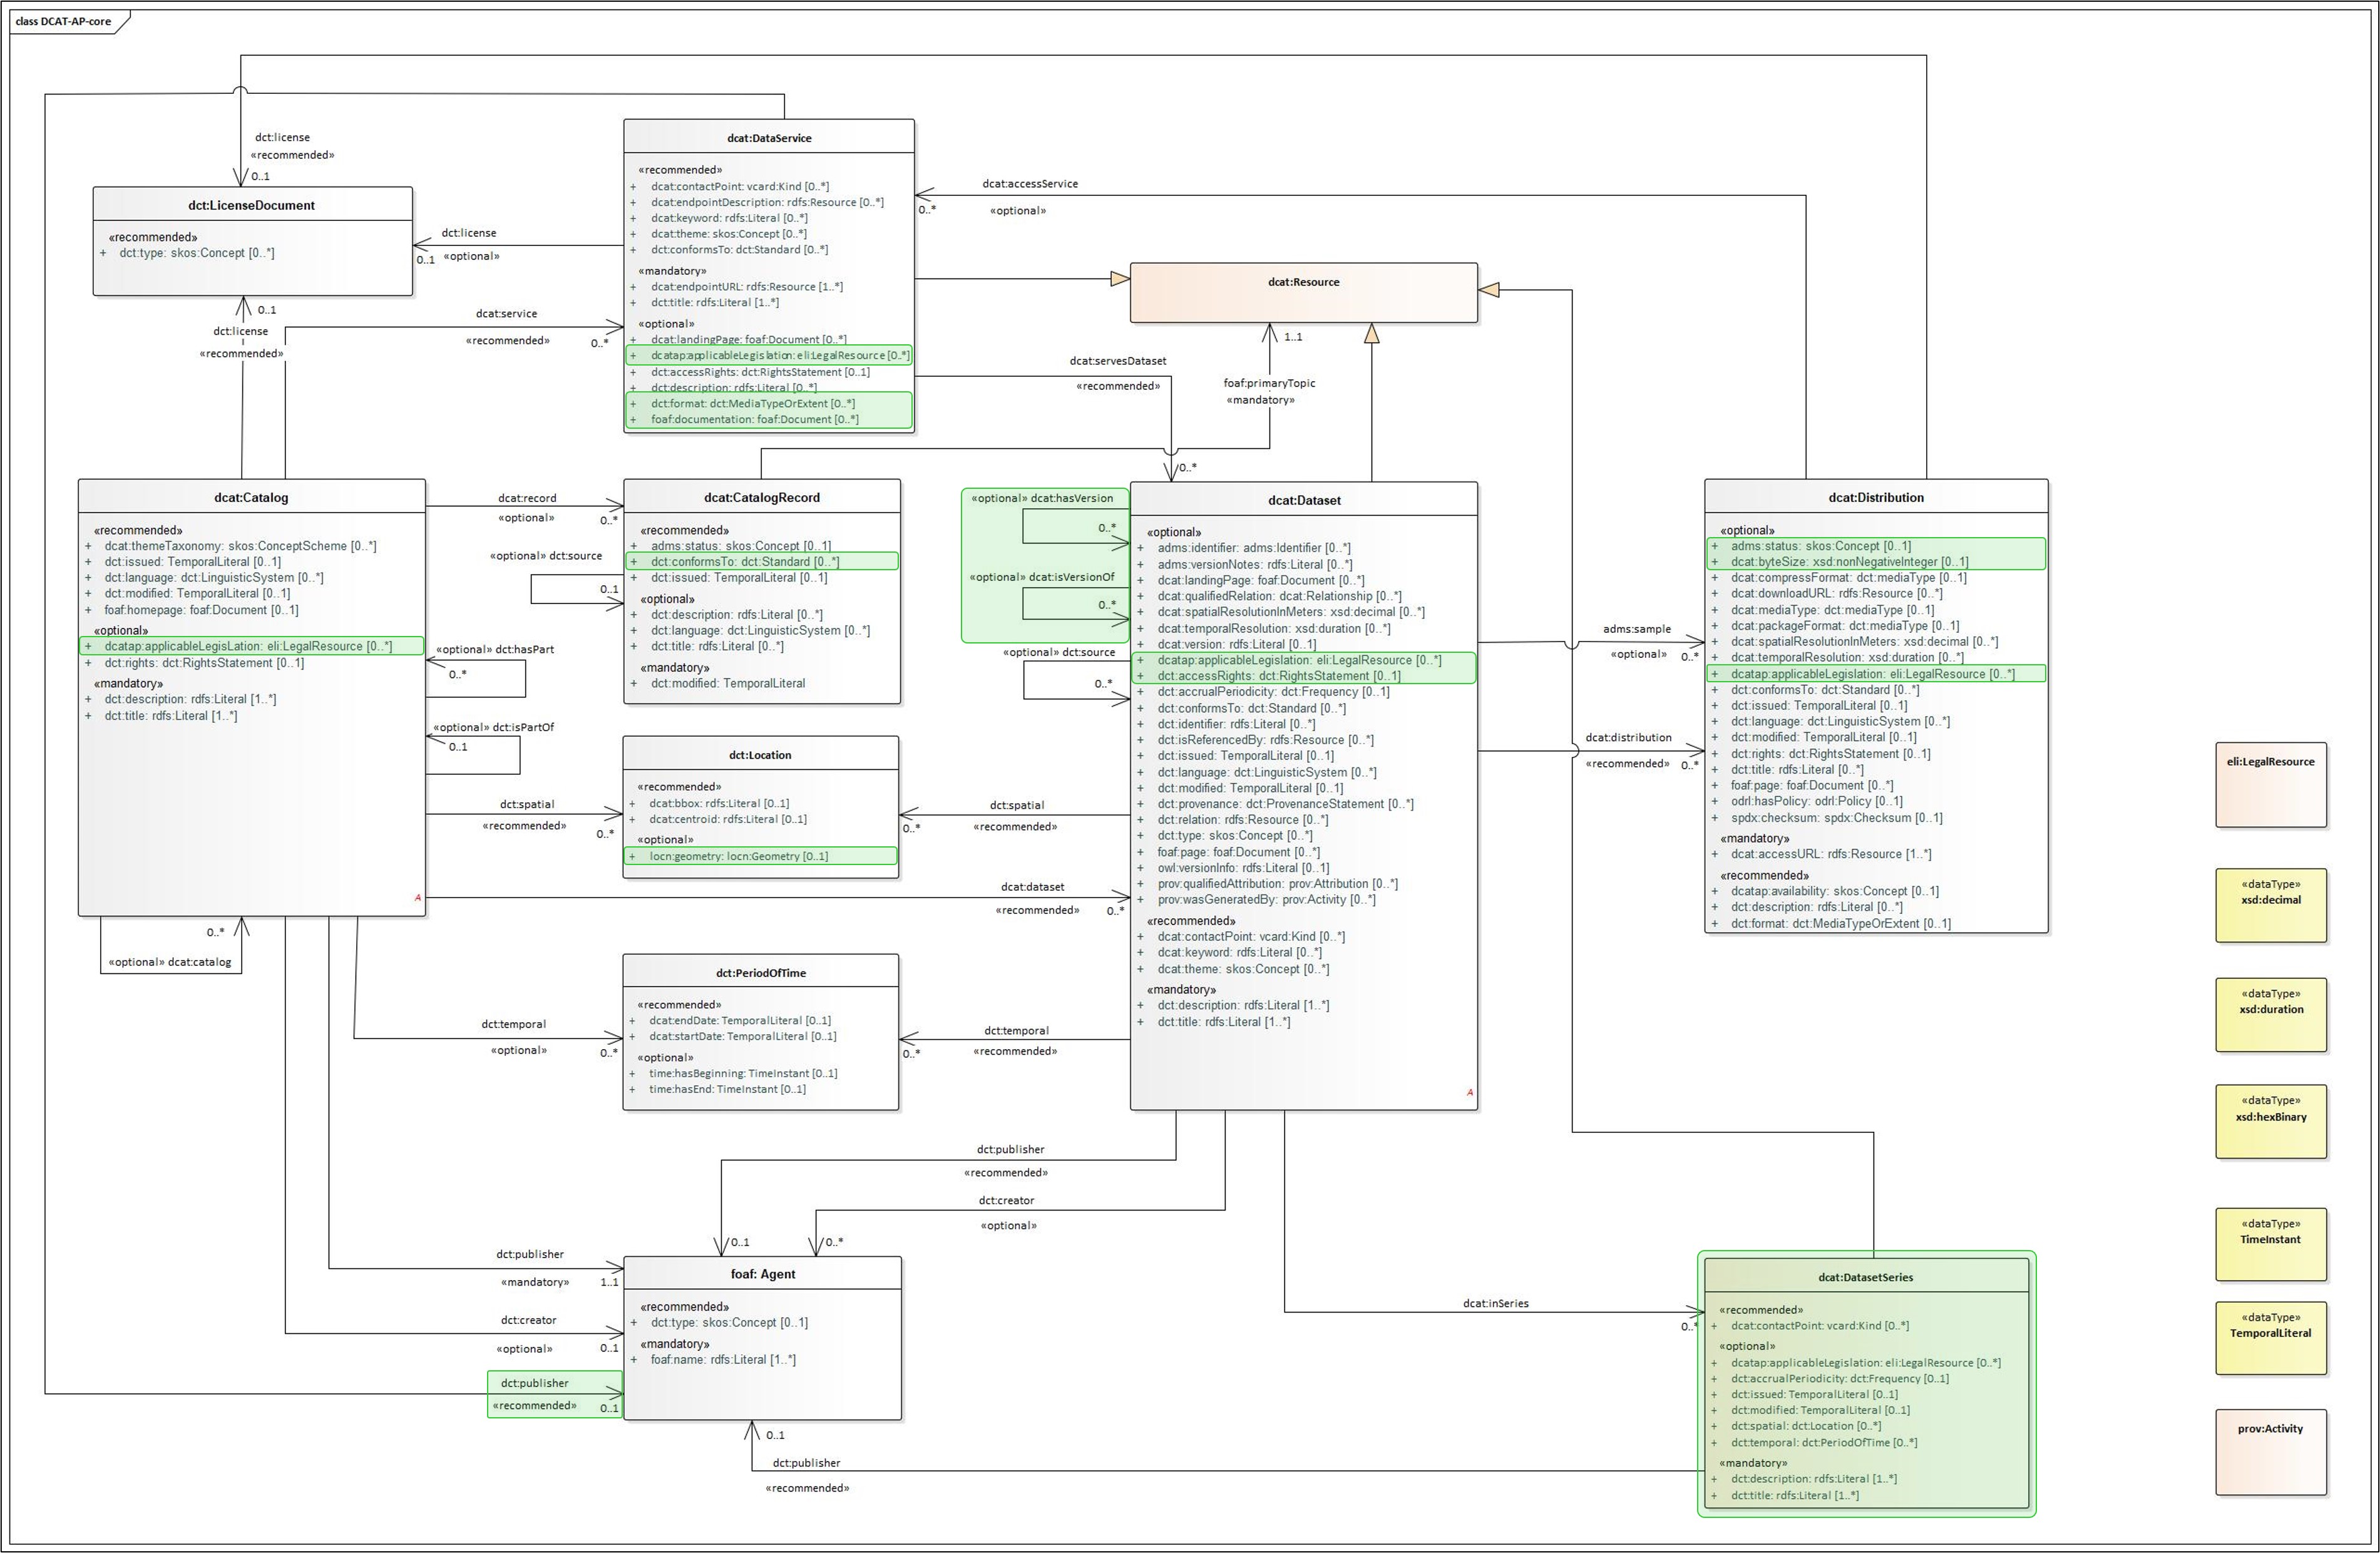 class DCAT-AP-core
dct:license
«recommended»
0..1
dct:LicenseDocument
«recommended»
+ dct:type: skos:Concept [0..*]
dct:license
0..1 «optional»
0..1
dct:license
«recommended»
dcat:service
«recommended»
0..*
dcat:DataService
«recommended»
+ dcat:contactPoint: vcard:Kind [0..*]
+ dcat:endpointDescription: rdfs:Resource [0..*]
+ dcat:keyword: rdfs:Literal [0..*]
+ dcat:theme: skos:Concept [0..*]
+ dct:conformsTo: dct:Standard [0..*]
«mandatory»
+ dcat:endpointURL: rdfs:Resource [1..*]
+ dct:title: rdfs:Literal [1..*]
«optional»
+ dcat:landingPage: foaf:Document [0..*]
+ dcatap:applicableLegislation: eli:LegalResource [0..*]
+ dct:accessRights: dct:RightsStatement [0..1]
+ dct:description: rdfs:Literal [0..*]
+ dct:format: dct:MediaTypeOrExtent [0..*]
+ foaf:documentation: foaf:Document [0..*]
dcat:accessService
0..*
«optional»
dcat:Resource
1..1
dcat:servesDataset
«recommended»
0..*
foaf:primaryTopic
«mandatory»
dcat:Catalog
«recommended»
+ dcat:themeTaxonomy: skos:ConceptScheme [0..*]
+ dct:issued: TemporalLiteral [0..1]
+ dct:language: dct:LinguisticSystem [0..*]
+ dct:modified: TemporalLiteral [0..1]
+ foaf:homepage: foaf:Document [0..1]
«optional»
+ dcatap:applicableLegisLation: eli:LegalResource [0..*]
+ dct:rights: dct:RightsStatement [0..1]
«mandatory»
+ dct:description: rdfs:Literal [1..*]
+ dct:title: rdfs:Literal [1..*]
A
0..*
«optional» dcat:catalog
dcat:record
«optional»
0..*
«optional» dct:source
0..1
«optional» dct:hasPart
0..*
«optional» dct:isPartOf
0..1
dcat:CatalogRecord
«recommended»
+ adms:status: skos:Concept [0..1]
+ dct:conformsTo: dct:Standard [0..*]
+ dct:issued: TemporalLiteral [0..1]
«optional»
+ dct:description: rdfs:Literal [0..*]
+ dct:language: dct:LinguisticSystem [0..*]
+ dct:title: rdfs:Literal [0..*]
«mandatory»
+ dct:modified: TemporalLiteral
dct:spatial
«recommended»
0..*
dct:Location
«recommended»
+ dcat:bbox: rdfs:Literal [0..1]
+ dcat:centroid: rdfs:Literal [0..1]
«optional»
+ locn:geometry: locn:Geometry [0..1]
dct:spatial
0..*
«recommended»
dcat:dataset
«recommended»
0..*
dct:temporal
«optional»
0..*
dct:PeriodOfTime
«recommended»
+ dcat:endDate: TemporalLiteral [0..1]
+ dcat:startDate: TemporalLiteral [0..1]
«optional»
+ time:hasBeginning: TimeInstant [0..1]
+ time:hasEnd: TimeInstant [0..1]
dct:temporal
0..*
«recommended»
«optional» dcat:hasVersion
0..*
«optional» dcat:isVersionOf
0..*
«optional» dct:source
0..*
dcat:Dataset
«optional»
+ adms:identifier: adms:Identifier [0..*]
+ adms:versionNotes: rdfs:Literal [0..*]
+ dcat:landingPage: foaf:Document [0..*]
+ dcat:qualifiedRelation: dcat:Relationship [0..*]
+ dcat:spatialResolutionInMeters: xsd:decimal [0..*]
+ dcat:temporalResolution: xsd:duration [0..*]
+ dcat:version: rdfs:Literal [0..1]
+ dcatap:applicableLegislation: eli:LegalResource [0..*]
+ dct:accessRights: dct:RightsStatement [0..1]
+ dct:accrualPeriodicity: dct:Frequency [0..1]
+ dct:conformsTo: dct:Standard [0..*]
+ dct:identifier: rdfs:Literal [0..*]
+ dct:isReferencedBy: rdfs:Resource [0..*]
+ dct:issued: TemporalLiteral [0..1]
+ dct:language: dct:LinguisticSystem [0..*]
+ dct:modified: TemporalLiteral [0..1]
+ dct:provenance: dct:ProvenanceStatement [0..*]
+ dct:relation: rdfs:Resource [0..*]
+ dct:type: skos:Concept [0..*]
+ foaf:page: foaf:Document [0..*]
+ owl:versionInfo: rdfs:Literal [0..1]
+ prov:qualifiedAttribution: prov:Attribution [0..*]
+ prov:wasGeneratedBy: prov:Activity [0..*]
«recommended»
+ dcat:contactPoint: vcard:Kind [0..*]
+ dcat:keyword: rdfs:Literal [0..*]
+ dcat:theme: skos:Concept [0..*]
«mandatory»
+ dct:description: rdfs:Literal [1..*]
+ dct:title: rdfs:Literal [1..*]
A
adms:sample
«optional» 0..*
dcat:distribution
«recommended» 0..*
dcat:Distribution
«optional»
+ adms:status: skos:Concept [0..1]
+ dcat:byteSize: xsd:nonNegativeInteger [0..1]
+ dcat:compressFormat: dct:mediaType [0..1]
+ dcat:downloadURL: rdfs:Resource [0..*]
+ dcat:mediaType: dct:mediaType [0..1]
+ dcat:packageFormat: dct:mediaType [0..1]
+ dcat:spatialResolutionInMeters: xsd:decimal [0..*]
+ dcat:temporalResolution: xsd:duration [0..*]
+ dcatap:applicableLegislation: eli:LegalResource [0..*]
+ dct:conformsTo: dct:Standard [0..*]
+ dct:issued: TemporalLiteral [0..1]
+ dct:language: dct:LinguisticSystem [0..*]
+ dct:modified: TemporalLiteral [0..1]
+ dct:rights: dct:RightsStatement [0..1]
+ dct:title: rdfs:Literal [0..*]
+ foaf:page: foaf:Document [0..*]
+ odrl:hasPolicy: odrl:Policy [0..1]
+ spdx:checksum: spdx:Checksum [0..1]
«mandatory»
+ dcat:accessURL: rdfs:Resource [1..*]
«recommended»
+ dcatap:availability: skos:Concept [0..1]
+ dct:description: rdfs:Literal [0..*]
+ dct:format: dct:MediaTypeOrExtent [0..1]
dct:publisher
«recommended»
0..1
dct:creator
«optional»
0..*
dct:publisher
«mandatory» 1..1
dct:creator
«optional» 0..1
dct:publisher
«recommended» 0..1
foaf: Agent
«recommended»
+ dct:type: skos:Concept [0..1]
«mandatory»
+ foaf:name: rdfs:Literal [1..*]
0..1
dct:publisher
«recommended»
dcat:inSeries
0..*
dcat:DatasetSeries
«recommended»
+ dcat:contactPoint: vcard:Kind [0..*]
«optional»
+ dcatap:applicableLegislation: eli:LegalResource [0..*]
+ dct:accrualPeriodicity: dct:Frequency [0..1]
+ dct:issued: TemporalLiteral [0..1]
+ dct:modified: TemporalLiteral [0..1]
+ dct:spatial: dct:Location [0..*]
+ dct:temporal: dct:PeriodOfTime [0..*]
«mandatory»
+ dct:description: rdfs:Literal [1..*]
+ dct:title: rdfs:Literal [1..*]
eli:LegalResource
«dataType»
xsd:decimal
«dataType»
xsd:duration
«dataType»
xsd:hexBinary
«dataType»
TimeInstant
«dataType»
TemporalLiteral
prov:Activity